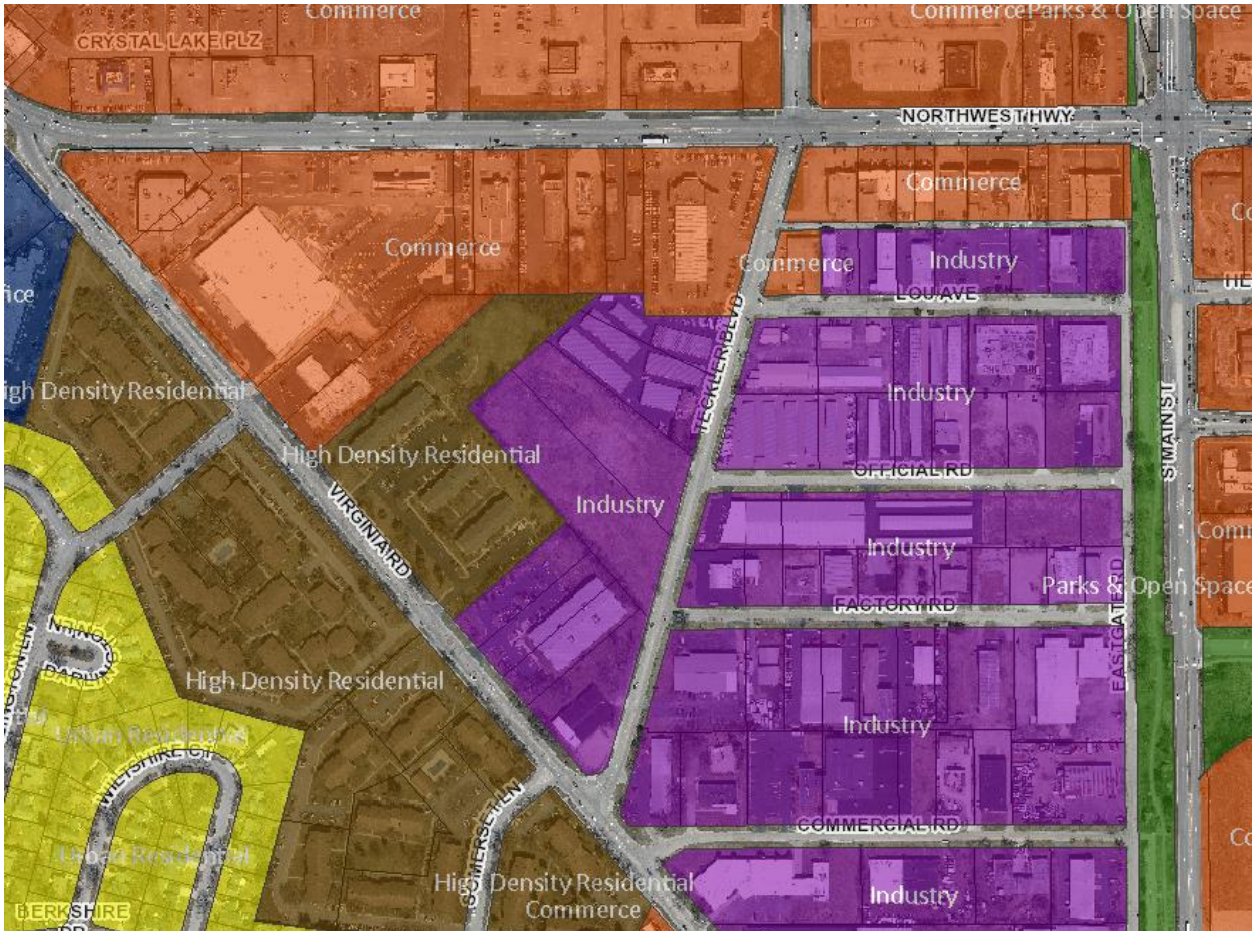 Commerce
Commerce
Parks & Open Space
CRYSTAL LAKE PLZ
NORTHWEST HWY
Commerce
Commerce
Commerce
Industry
fice
LOU AVE
TECKLER BLVD
High Density Residential
Industry
S MAIN ST
High Density Residential
OFFICIAL RD
VIRGINIA RD
Industry
Industry
Parks & Open Space
FACTORY RD
EASTGATE RD
High Density Residential
Industry
Urban Residential
WILTSHIRE CT
COMMERCIAL RD
Urban Residential
SOMERSET LN
High Density Residential
Commerce
Industry
BERKSHIRE